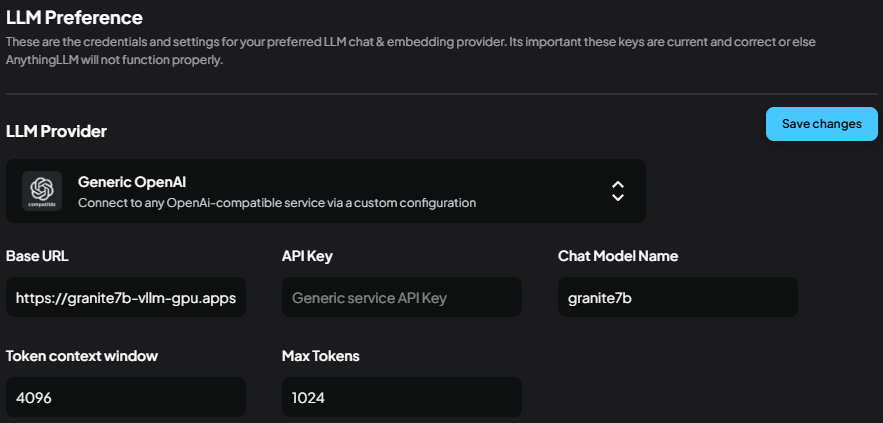 LLM Preference
These are the credentials and settings for your preferred LLM chat & embedding provider. Its important these keys are current and correct or else
AnythingLLM will not function properly.
LLM Provider
Save changes
Generic OpenAI
Connect to any OpenAi-compatible service via a custom configuration
compatible
Base URL
API Key
Chat Model Name
https://granite7b-vllm-gpu.apps
Generic service API Key
granite7b
Token context window
Max Tokens
4096
1024